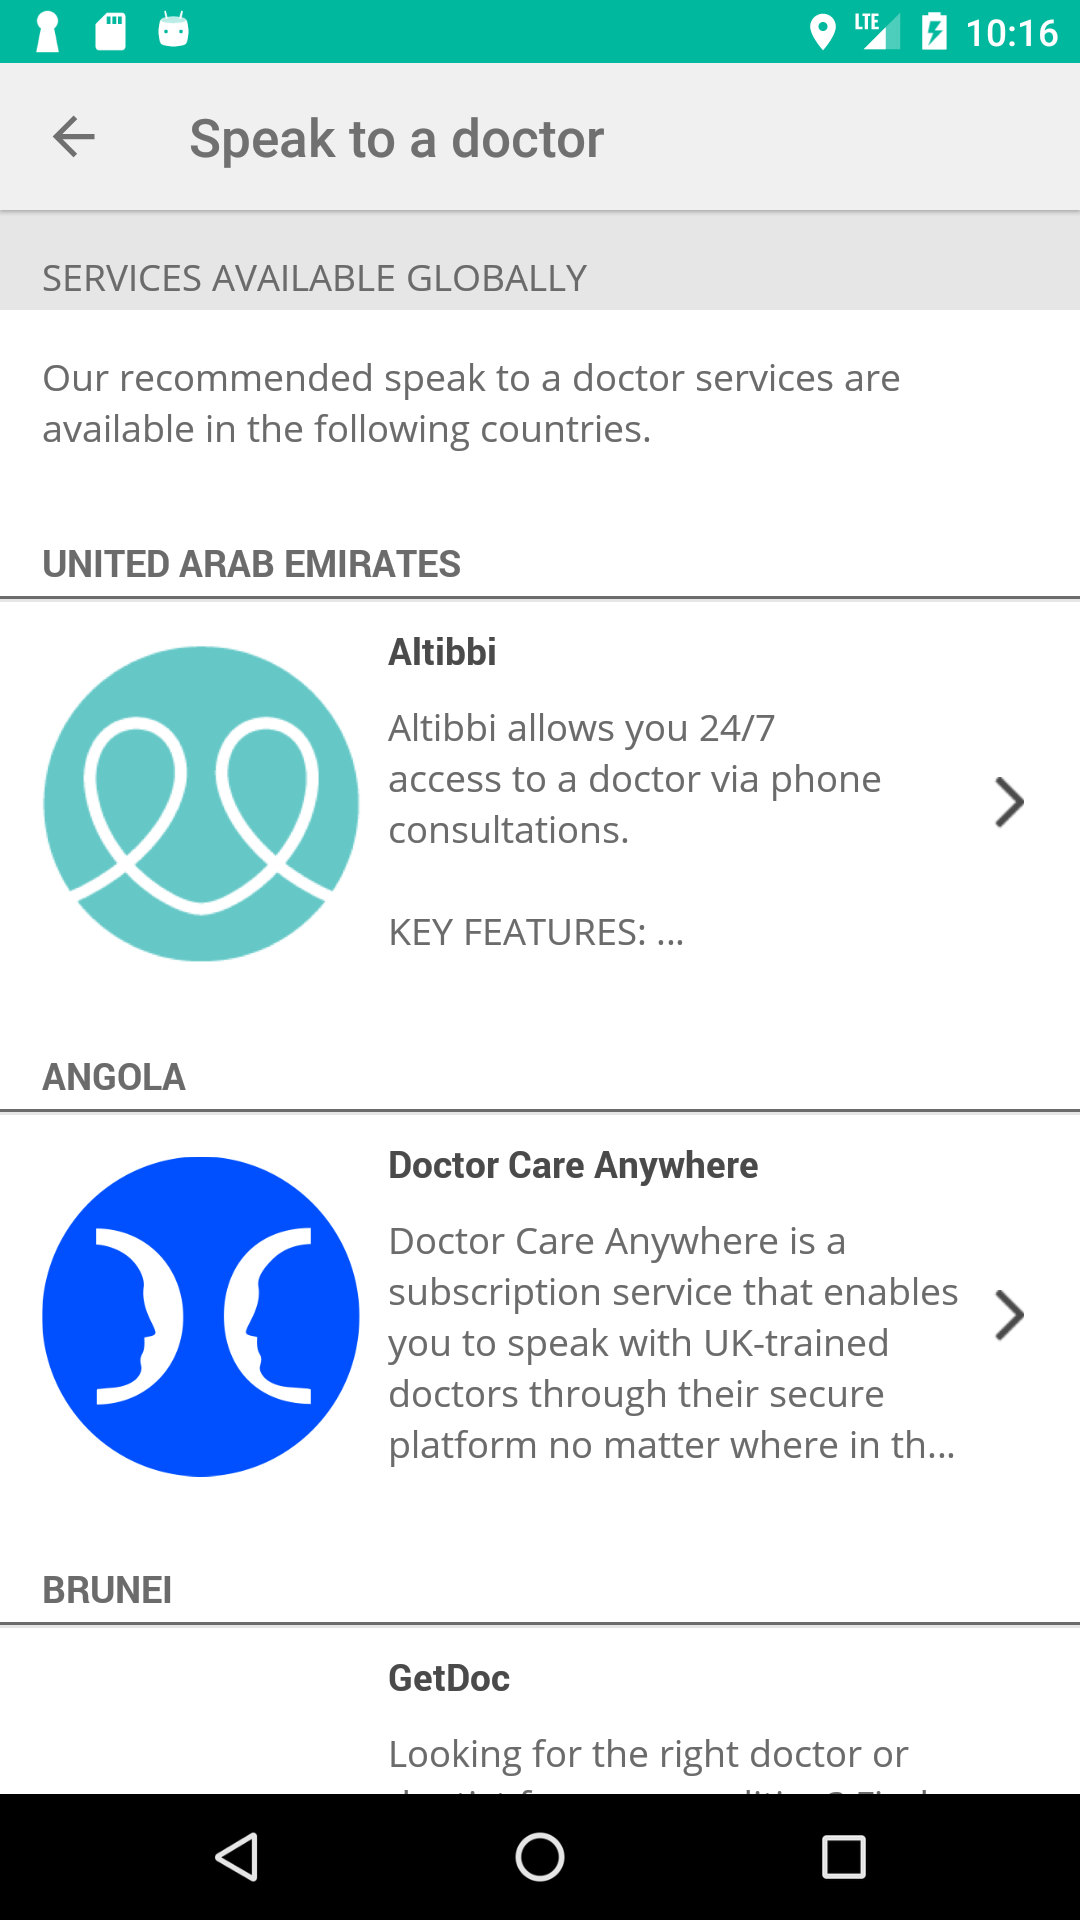 LTE 10:16
Speak to a doctor
SERVICES AVAILABLE GLOBALLY
Our recommended speak to a doctor services are
available in the following countries.
UNITED ARAB EMIRATES
Altibbi
Altibbi allows you 24/7
access to a doctor via phone
consultations.
KEY FEATURES: ...
ANGOLA
Doctor Care Anywhere
Doctor Care Anywhere is a
subscription service that enables
you to speak with UK-trained
doctors through their secure
platform no matter where in th...
BRUNEI
GetDoc
Looking for the right doctor or